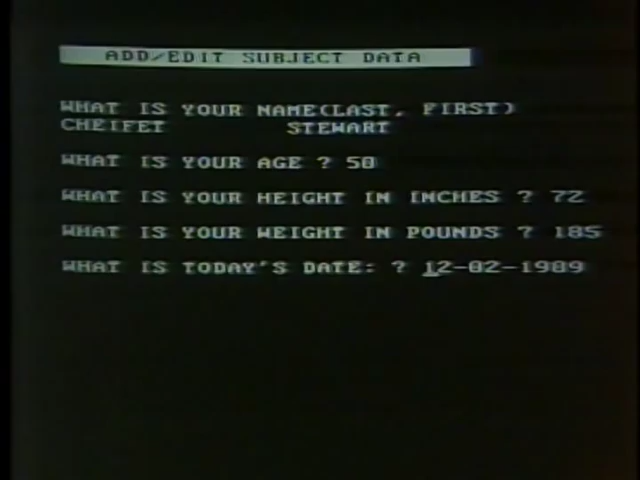 ADD/EDIT SUBJECT DATA
WHAT IS YOUR NAME(LAST, FIRST)
CHEIFET STEWART
WHAT IS YOUR AGE ? 50
WHAT IS YOUR HEIGHT IN INCHES ? 72
WHAT IS YOUR WEIGHT IN POUNDS ? 185
WHAT IS TODAY'S DATE: ? 12-02-1989